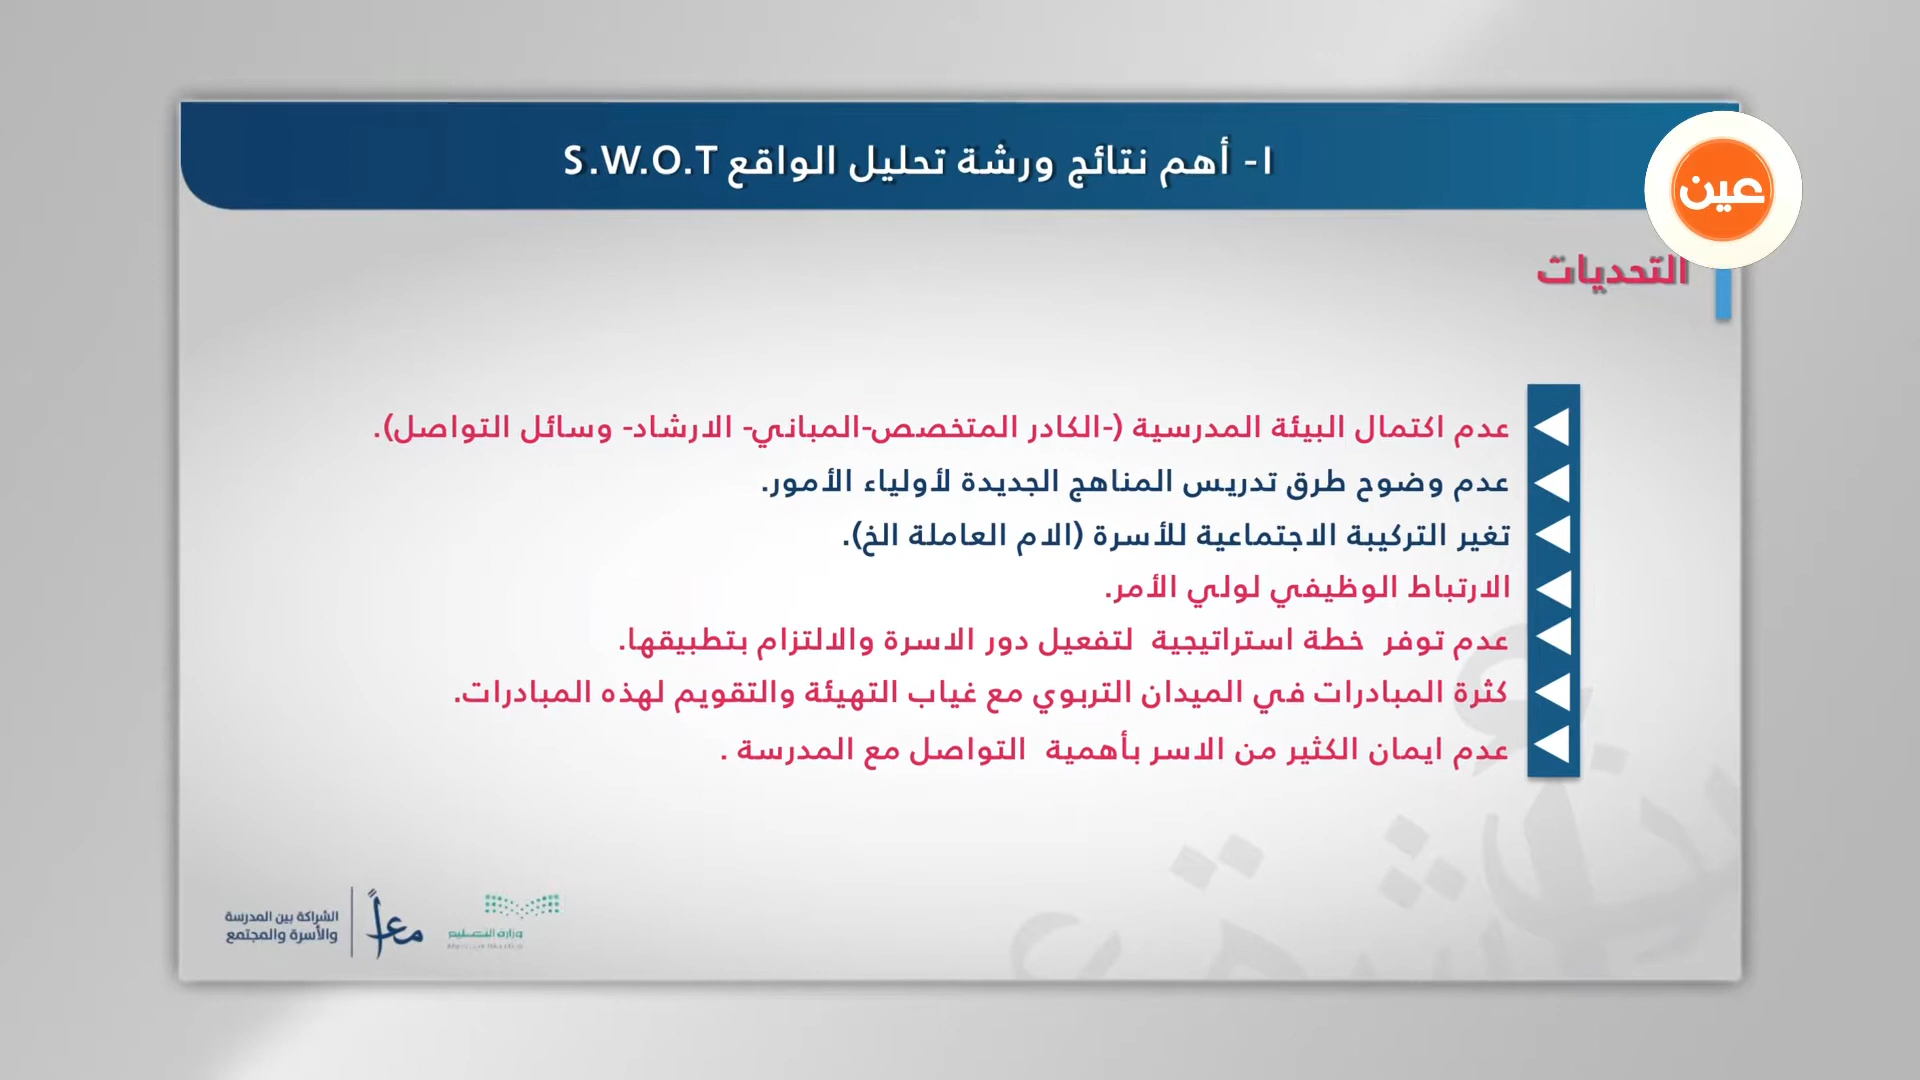 ١- أهم نتائج ورشة تحليل الواقع S.W.O.T
عين
التحديات
عدم اكتمال البيئة المدرسية (-الكادر المتخصص-المباني- الارشاد- وسائل التواصل).
عدم وضوح طرق تدريس المناهج الجديدة لأولياء الأمور.
تغير التركيبة الاجتماعية للأسرة (الام العاملة الخ).
الارتباط الوظيفي لولي الأمر.
عدم توفر خطة استراتيجية لتفعيل دور الاسرة والالتزام بتطبيقها.
كثرة المبادرات في الميدان التربوي مع غياب التهيئة والتقويم لهذه المبادرات.
عدم ايمان الكثير من الاسر بأهمية التواصل مع المدرسة .
وزارة التعليم
معاً
الشراكة بين المدرسة
والأسرة والمجتمع